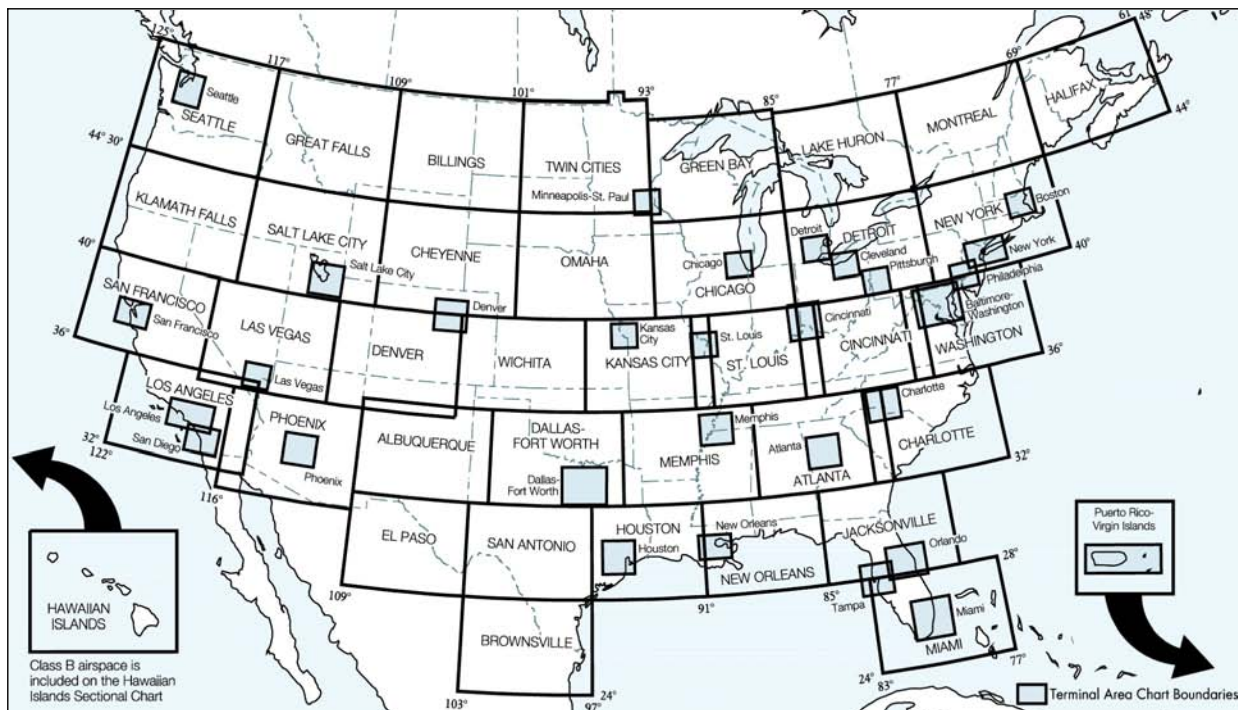 125°
117°
109°
101°
93°
85°
77°
69°
61°
48°
44°
Seattle
SEATTLE
GREAT FALLS
BILLINGS
TWIN CITIES
GREEN BAY
LAKE HURON
MONTREAL
HALIFAX
44° 30'
Minneapolis-St. Paul
KLAMATH FALLS
SALT LAKE CITY
Salt Lake City
CHEYENNE
OMAHA
Chicago
CHICAGO
Detroit
DETROIT
Cleveland
Pittsburgh
NEW YORK
Boston
New York
40°
Philadelphia
Baltimore-
Washington
40°
SAN FRANCISCO
San Francisco
LAS VEGAS
Las Vegas
DENVER
Denver
WICHITA
Kansas
City
KANSAS CITY
St. Louis
ST. LOUIS
Cincinnati
CINCINNATI
WASHINGTON
36°
36°
LOS ANGELES
Los Angeles
San Diego
PHOENIX
Phoenix
ALBUQUERQUE
DALLAS-
FORT WORTH
Dallas-
Fort Worth
Memphis
MEMPHIS
Atlanta
ATLANTA
Charlotte
CHARLOTTE
32°
32°
122°
116°
EL PASO
SAN ANTONIO
HOUSTON
Houston
New Orleans
NEW ORLEANS
JACKSONVILLE
Orlando
28°
109°
91°
85°
Tampa
Miami
MIAMI
BROWNSVILLE
24°
83°
77°
103°
97°
24°
HAWAIIAN
ISLANDS
Class B airspace is
included on the Hawaiian
Islands Sectional Chart
Puerto Rico-
Virgin Islands
Terminal Area Chart Boundaries